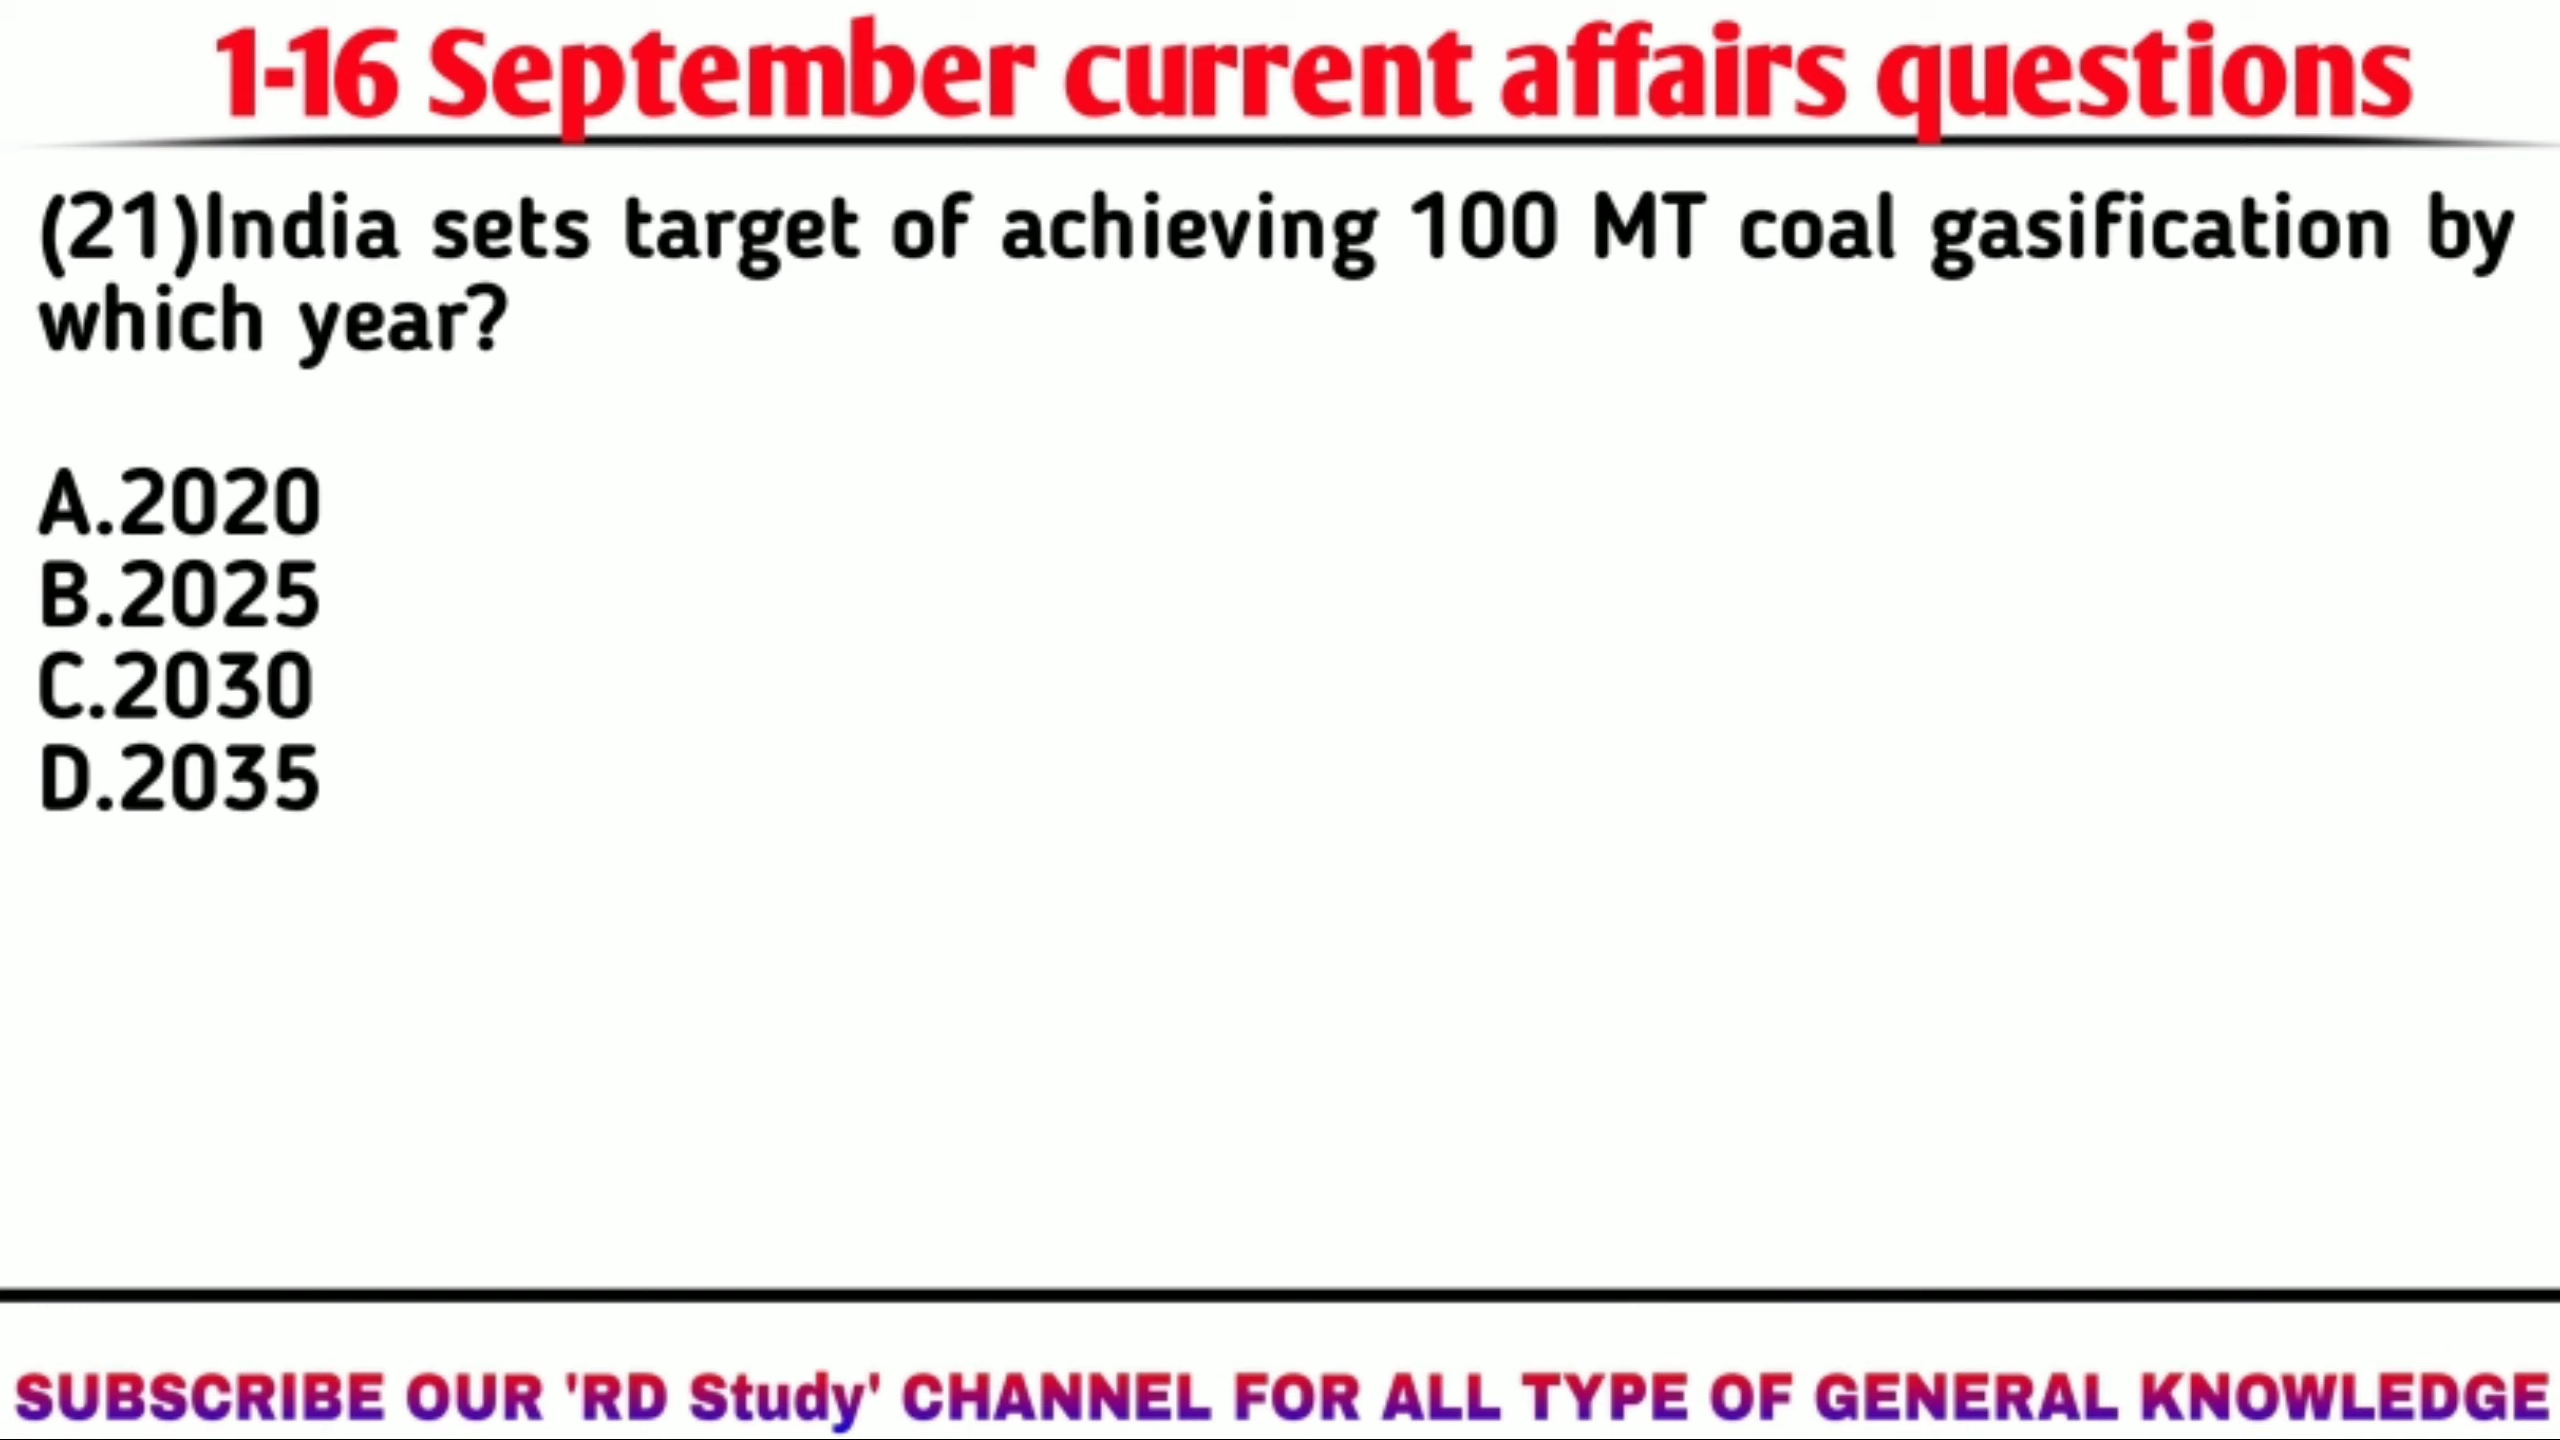 1-16 September current affairs questions
(21)India sets target of achieving 100 MT coal gasification by
which year?
A.2020
B.2025
C.2030
D.2035
SUBSCRIBE OUR 'RD Study' CHANNEL FOR ALL TYPE OF GENERAL KNOWLEDGE